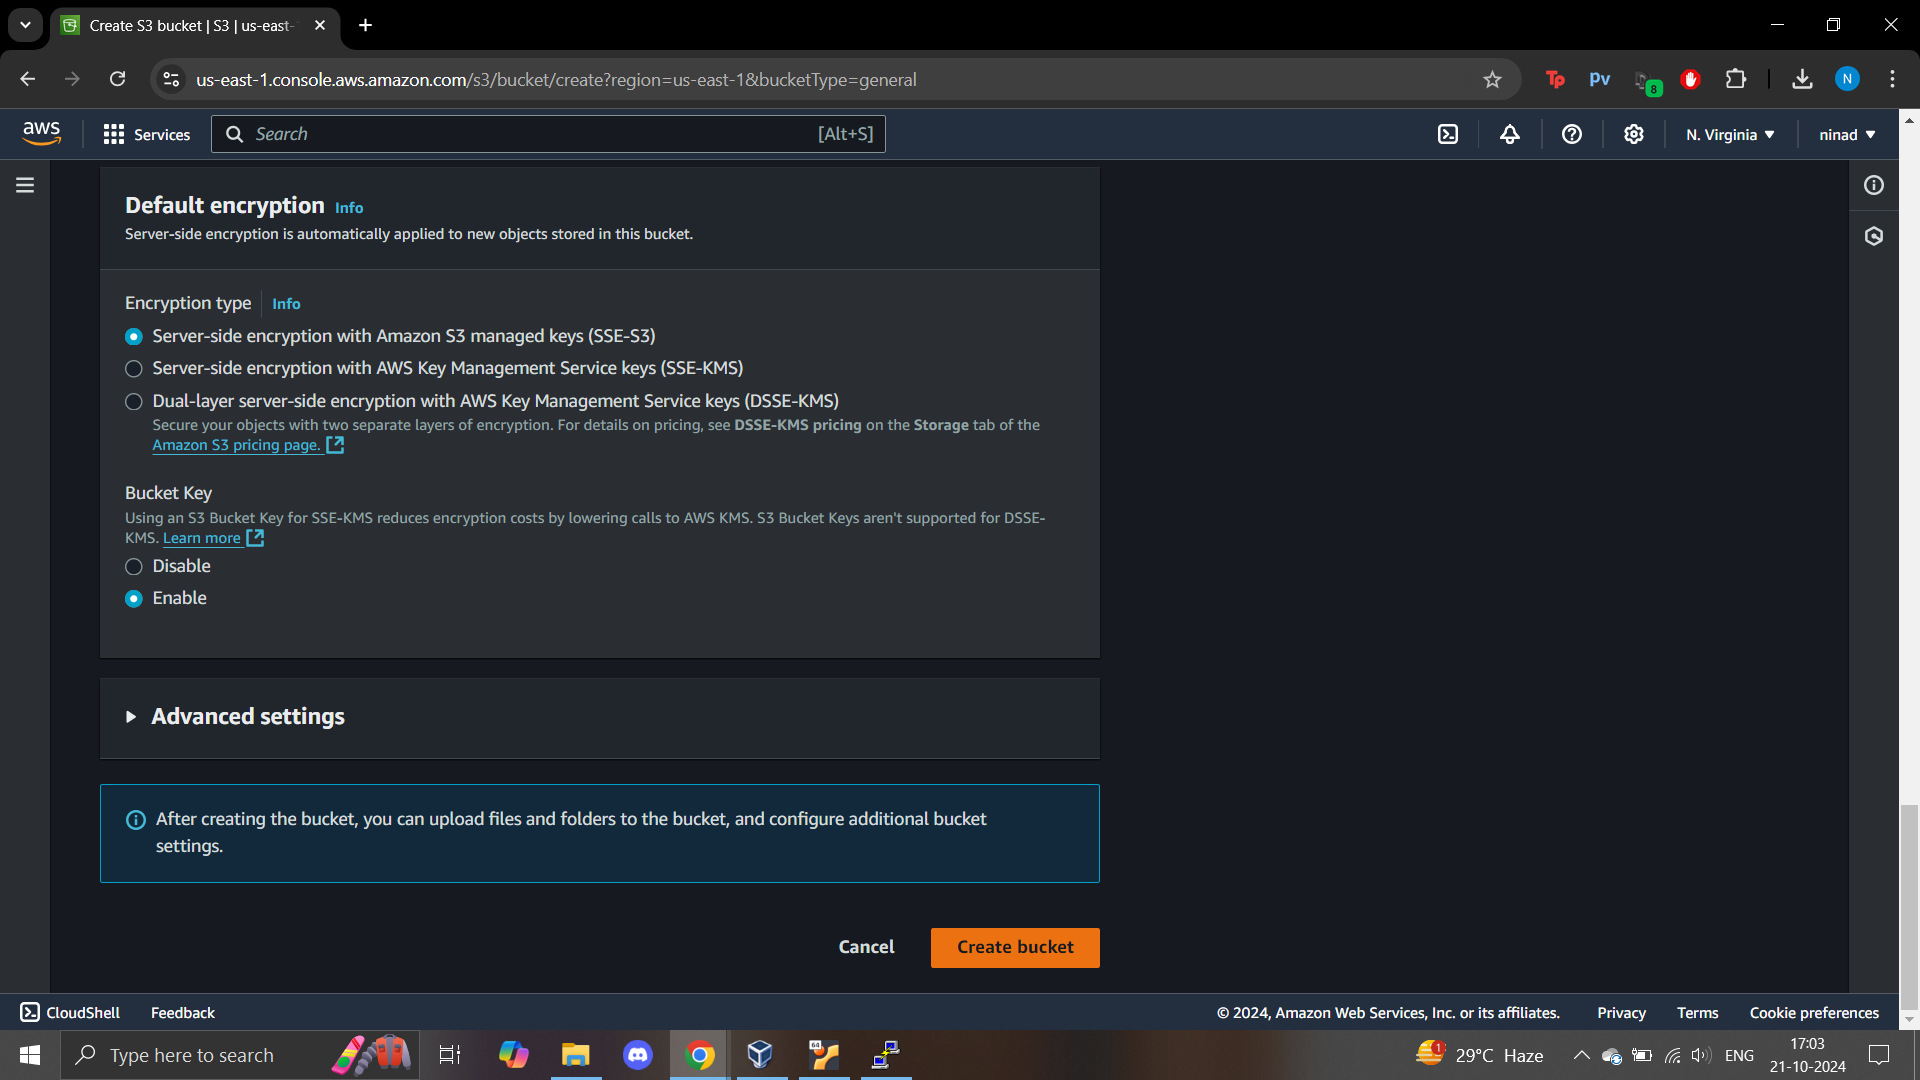 Create S3 bucket | S3 | us-east-
us-east-1.console.aws.amazon.com/s3/bucket/create?region=us-east-1&bucketType=general
Tp
pv
8
N
aws
Services
Search
[Alt+S]
N. Virginia
ninad
Default encryption Info
Server-side encryption is automatically applied to new objects stored in this bucket.
Encryption type Info
Server-side encryption with Amazon S3 managed keys (SSE-S3)
Server-side encryption with AWS Key Management Service keys (SSE-KMS)
Dual-layer server-side encryption with AWS Key Management Service keys (DSSE-KMS)
Secure your objects with two separate layers of encryption. For details on pricing, see DSSE-KMS pricing on the Storage tab of the
Amazon S3 pricing page.
Bucket Key
Using an S3 Bucket Key for SSE-KMS reduces encryption costs by lowering calls to AWS KMS. S3 Bucket Keys aren't supported for DSSE-
KMS. Learn more
Disable
Enable
Advanced settings
After creating the bucket, you can upload files and folders to the bucket, and configure additional bucket
settings.
Cancel
Create bucket
CloudShell
Feedback
© 2024, Amazon Web Services, Inc. or its affiliates.
Privacy
Terms
Cookie preferences
Type here to search
64
1
29°C Haze
ENG
17:03
21-10-2024